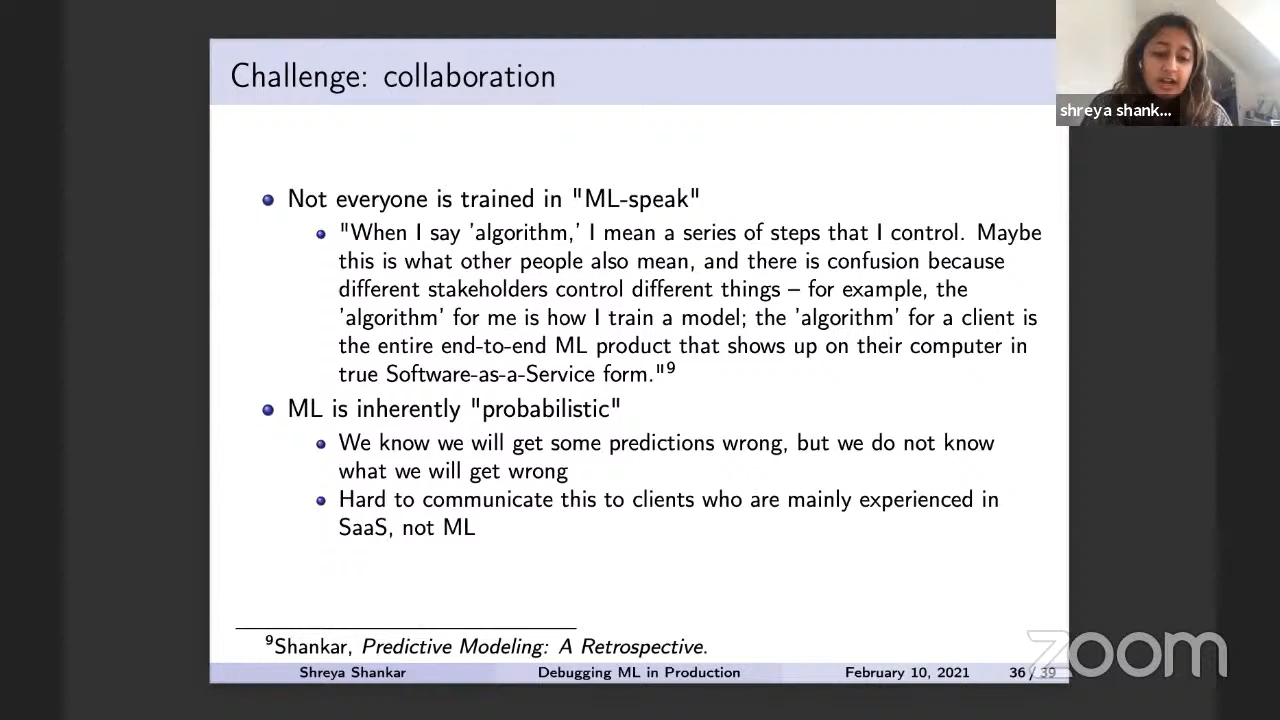 Challenge: collaboration
shreya shank...
Not everyone is trained in "ML-speak"
"When I say 'algorithm,' I mean a series of steps that I control. Maybe
this is what other people also mean, and there is confusion because
different stakeholders control different things – for example, the
'algorithm' for me is how I train a model; the 'algorithm' for a client is
the entire end-to-end ML product that shows up on their computer in
true Software-as-a-Service form."9
ML is inherently "probabilistic"
We know we will get some predictions wrong, but we do not know
what we will get wrong
Hard to communicate this to clients who are mainly experienced in
SaaS, not ML
9Shankar, Predictive Modeling: A Retrospective.
Shreya Shankar Debugging ML in Production February 10, 2021 36 / 39
zoom